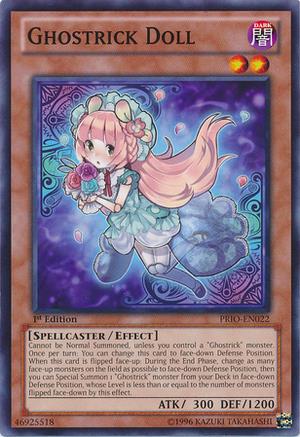 GHOSTRICK DOLL
DARK
闇
1st Edition
PRIO-EN022
[SPELLCASTER / EFFECT]
Cannot be Normal Summoned, unless you control a "Ghostrick" monster.
Once per turn: You can change this card to face-down Defense Position.
When this card is flipped face-up: During the End Phase, change as many
face-up monsters on the field as possible to face-down Defense Position, then
you can Special Summon 1 "Ghostrick" monster from your Deck in face-down
Defense Position, whose Level is less than or equal to the number of monsters
flipped face-down by this effect.
ATK/ 300 DEF/1200
46925518
©1996 KAZUKI TAKAHASHI